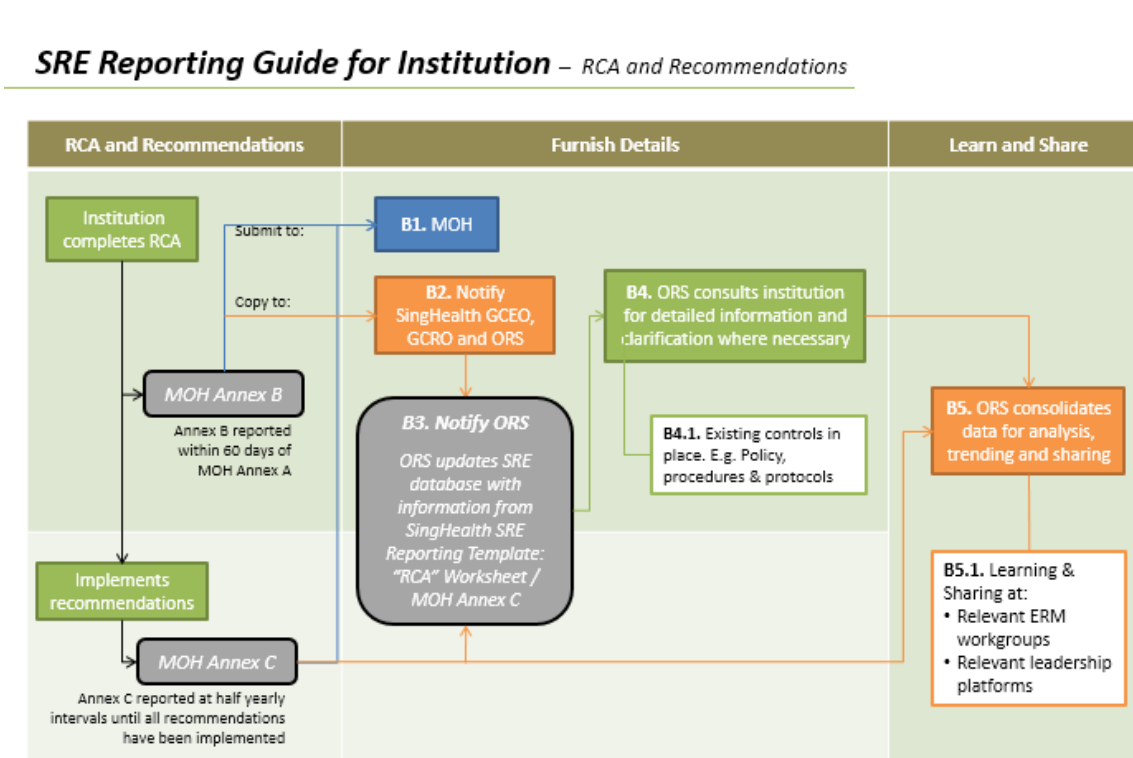 SRE Reporting Guide for Institution – RCA and Recommendations
RCA and Recommendations
Furnish Details
Learn and Share
Institution
completes RCA
Submit to:
B1. MOH
Copy to:
B2. Notify
SingHealth GCEO,
GCRO and ORS
B4. ORS consults institution
for detailed information and
clarification where necessary
MOH Annex B
Annex B reported
within 60 days of
MOH Annex A
B3. Notify ORS
ORS updates SRE
database with
information from
SingHealth SRE
Reporting Template:
“RCA” Worksheet /
MOH Annex C
B4.1. Existing controls in
place. E.g. Policy,
procedures & protocols
B5. ORS consolidates
data for analysis,
trending and sharing
Implements
recommendations
MOH Annex C
Annex C reported at half yearly
intervals until all recommendations
have been implemented
B5.1. Learning &
Sharing at:
• Relevant ERM
workgroups
• Relevant leadership
platforms